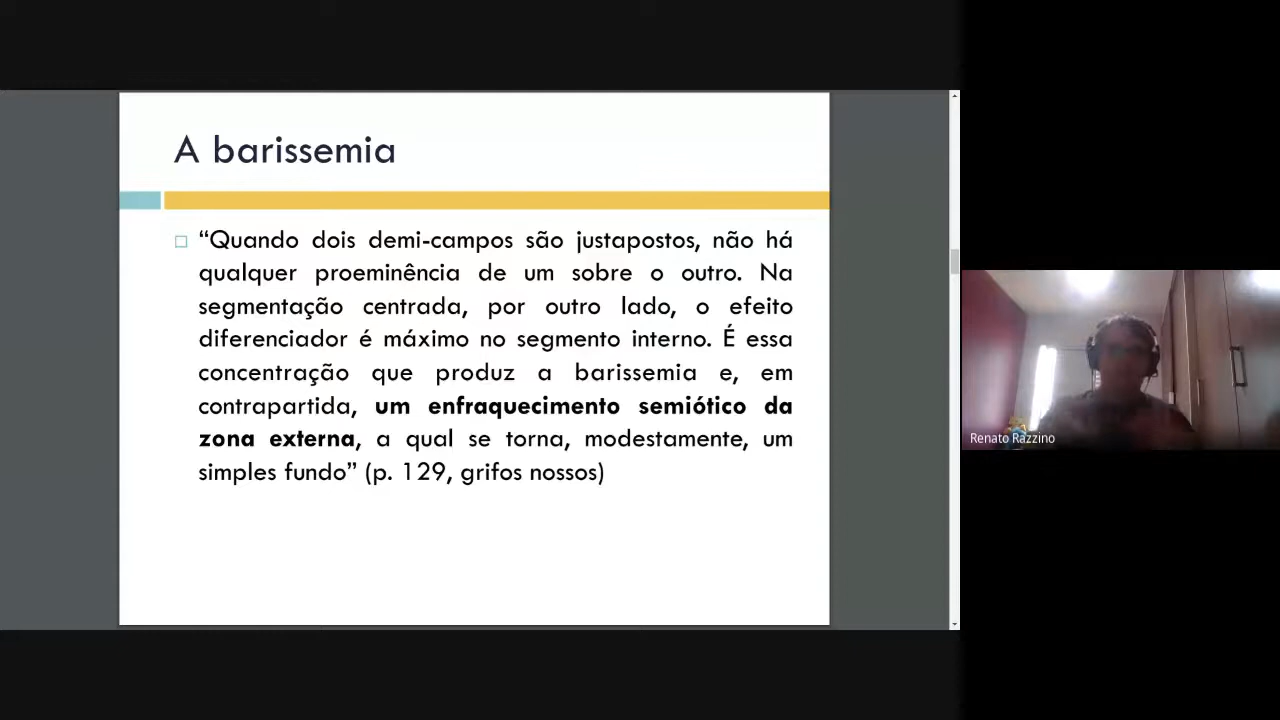 A barissemia
“Quando dois demi-campos são justapostos, não há
qualquer proeminência de um sobre o outro. Na
segmentação centrada, por outro lado, o efeito
diferenciador é máximo no segmento interno. É essa
concentração que produz a barissemia e, em
contrapartida, um enfraquecimento semiótico da
zona externa, a qual se torna, modestamente, um
simples fundo” (p. 129, grifos nossos)
Renato Razzino